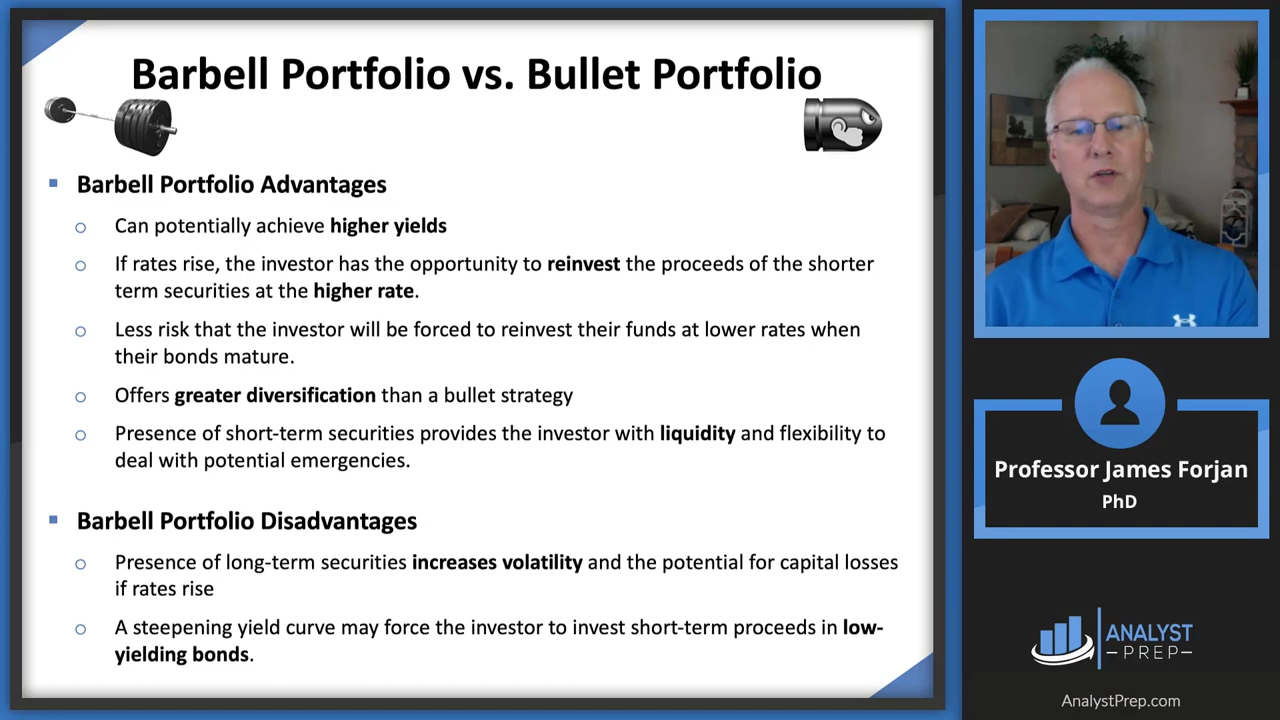 Barbell Portfolio vs. Bullet Portfolio
Barbell Portfolio Advantages
Can potentially achieve higher yields
If rates rise, the investor has the opportunity to reinvest the proceeds of the shorter
term securities at the higher rate.
Less risk that the investor will be forced to reinvest their funds at lower rates when
their bonds mature.
Offers greater diversification than a bullet strategy
Presence of short-term securities provides the investor with liquidity and flexibility to
deal with potential emergencies.
Barbell Portfolio Disadvantages
Presence of long-term securities increases volatility and the potential for capital losses
if rates rise
A steepening yield curve may force the investor to invest short-term proceeds in low-
yielding bonds.
Professor James Forjan
PhD
ANALYST
PREP
AnalystPrep.com